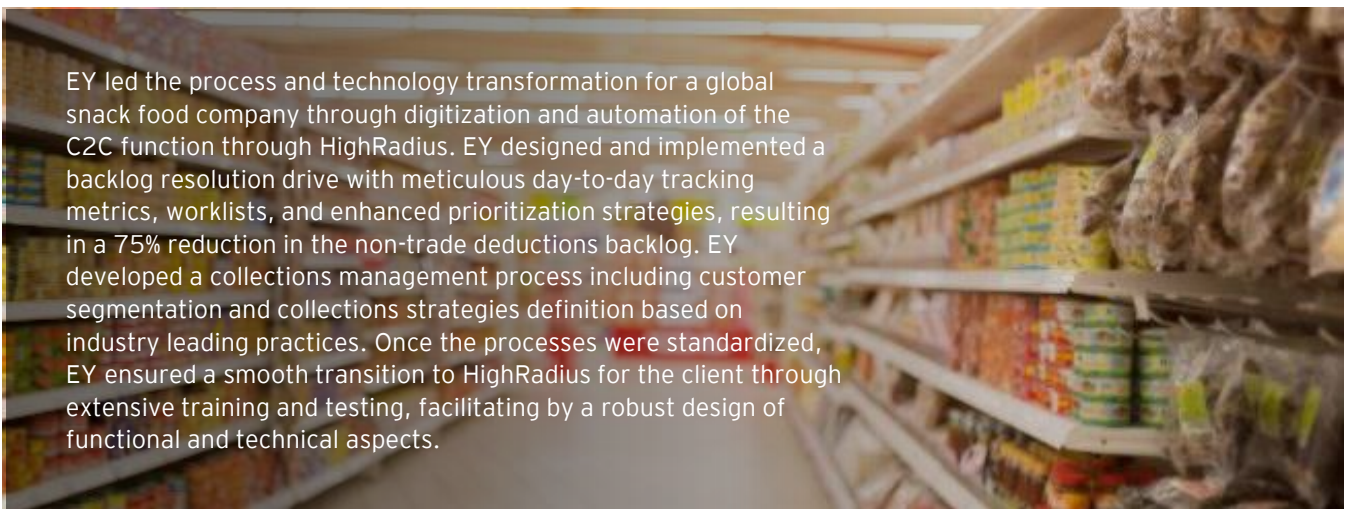 EY led the process and technology transformation for a global
snack food company through digitization and automation of the
C2C function through HighRadius. EY designed and implemented a
backlog resolution drive with meticulous day-to-day tracking
metrics, worklists, and enhanced prioritization strategies, resulting
in a 75% reduction in the non-trade deductions backlog. EY
developed a collections management process including customer
segmentation and collections strategies definition based on
industry leading practices. Once the processes were standardized,
EY ensured a smooth transition to HighRadius for the client through
extensive training and testing, facilitating by a robust design of
functional and technical aspects.